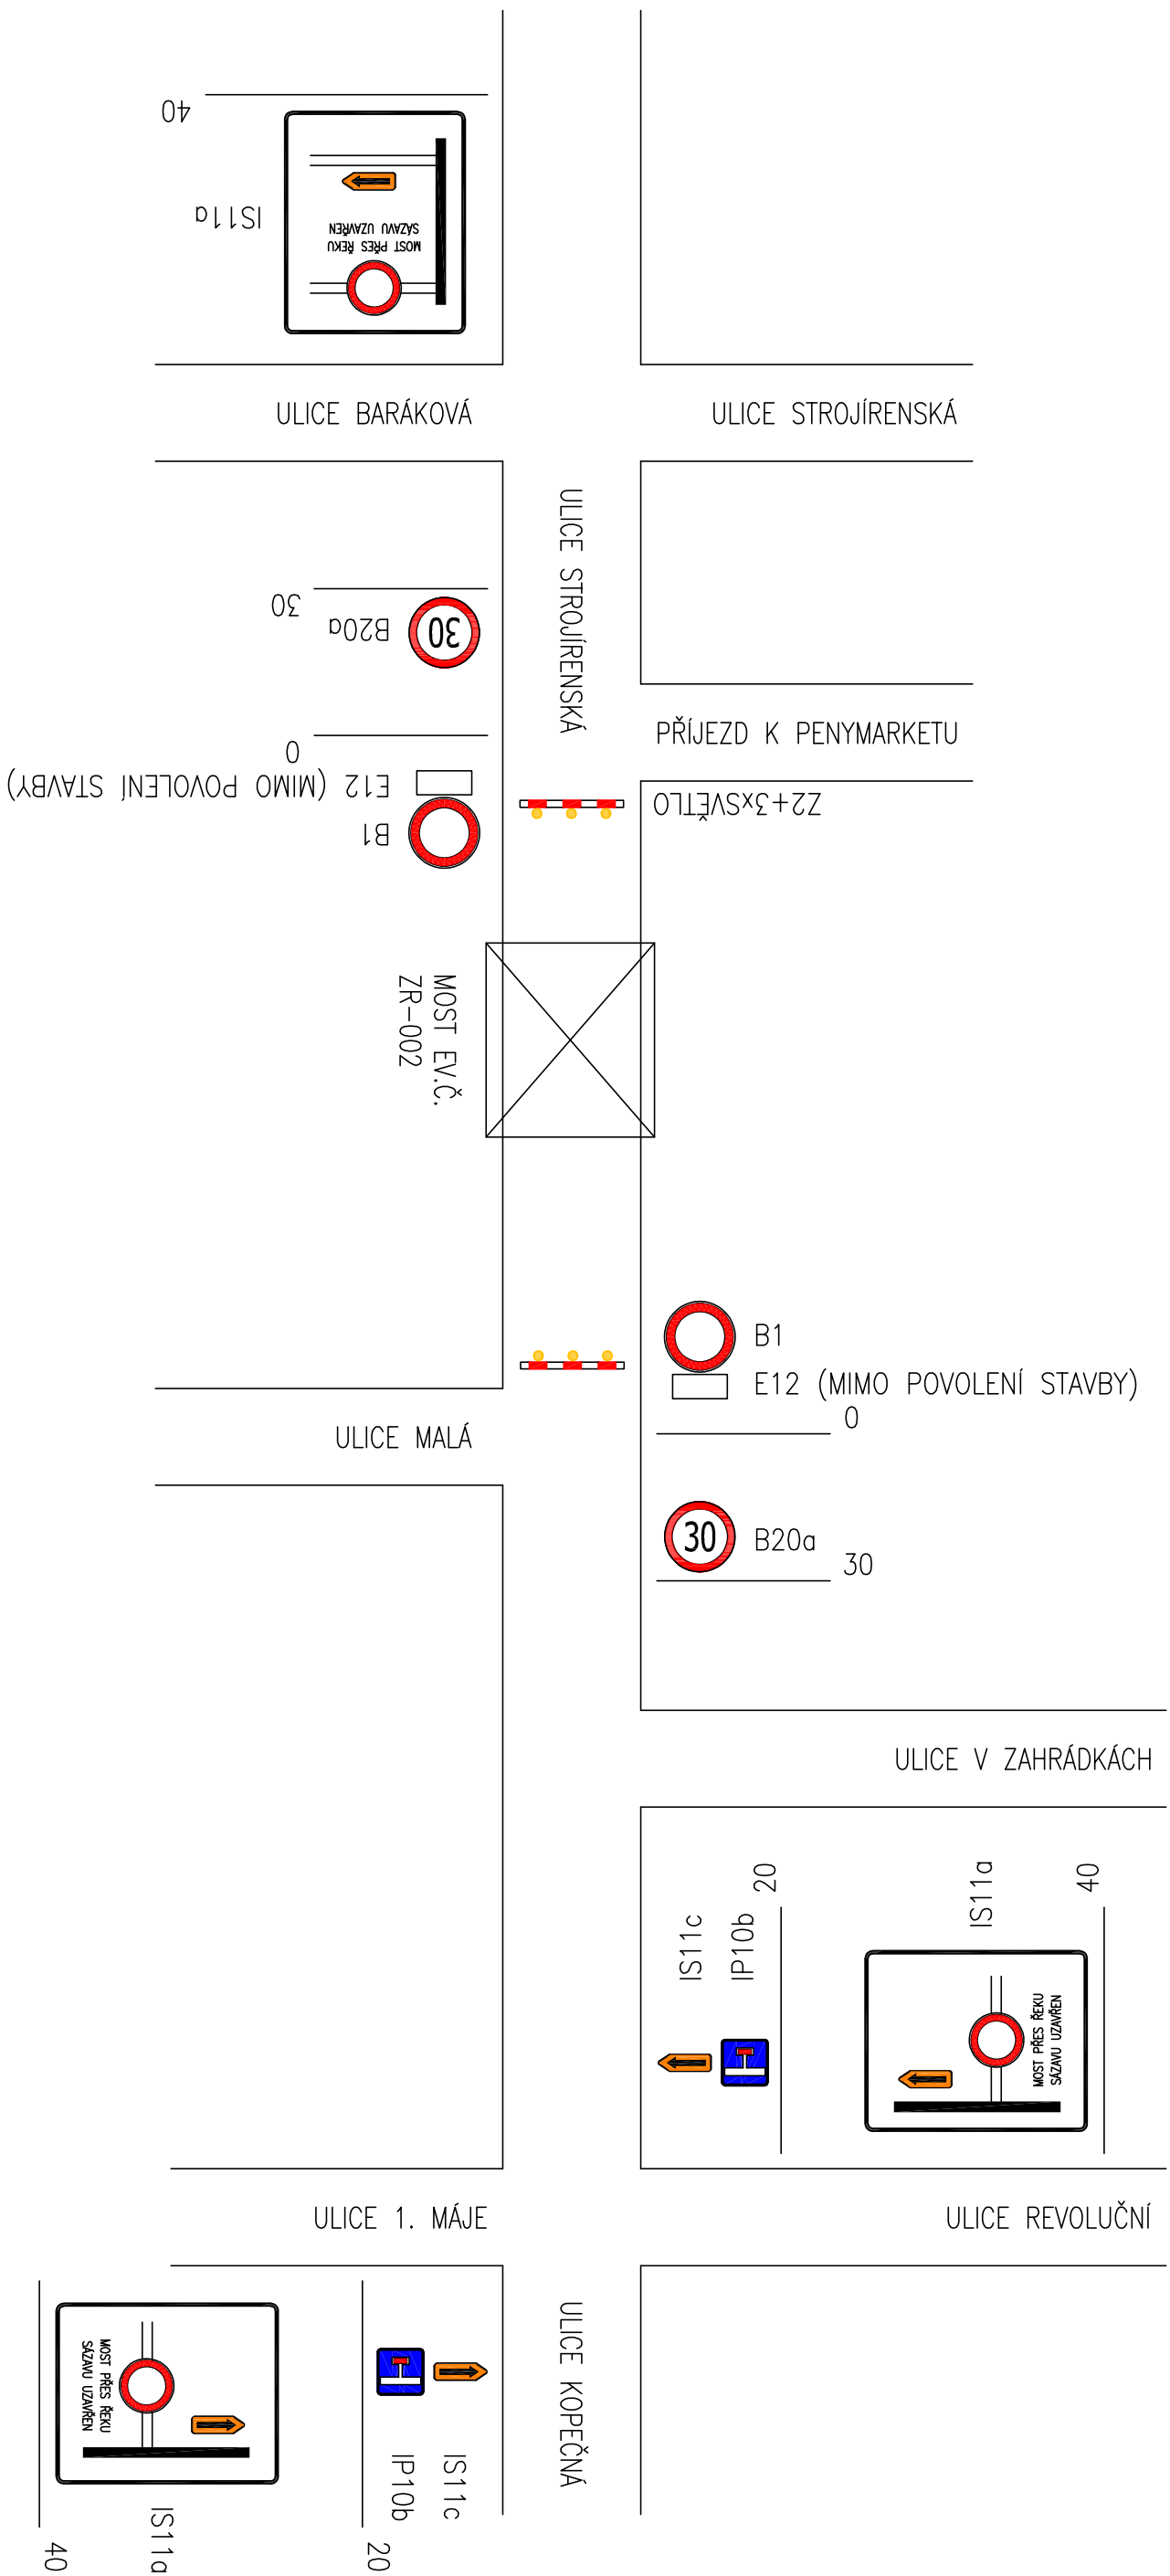 40
IS11a
MOST PŘES ŘEKU
SÁZAVU UZAVŘEN
ULICE BARÁKOVÁ
ULICE STROJÍRENSKÁ
ULICE STROJÍRENSKÁ
30
B20a
30
PŘÍJEZD K PENYMARKETU
0
E12 (MIMO POVOLENÍ STAVBY)
B1
Z2+3xSVĚTLO
MOST EV.Č.
ZR-002
B1
E12 (MIMO POVOLENÍ STAVBY)
0
ULICE MALÁ
30
B20a
30
ULICE V ZAHRÁDKÁCH
IS11c
IP10b
20
IS11a
40
MOST PŘES ŘEKU
SÁZAVU UZAVŘEN
ULICE 1. MÁJE
ULICE REVOLUČNÍ
ULICE KOPEČNÁ
MOST PŘES ŘEKU
SÁZAVU UZAVŘEN
IS11c
IP10b
20
IS11a
40